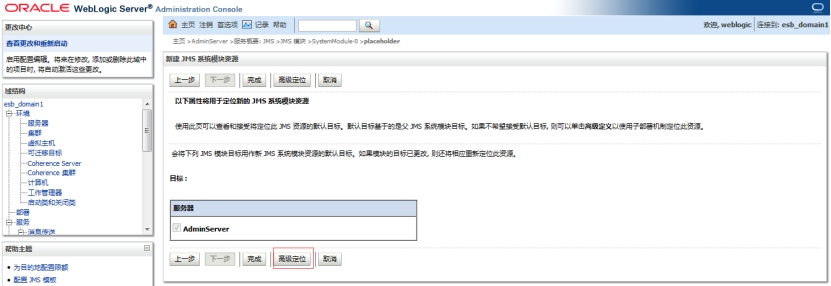 ORACLE WebLogic Server® Administration Console
更改中心
查看更改和重新启动
启用配置编辑。将来在修改, 添加或删除此域中的项目时, 将自动激活这些更改。
域结构
esb_domain1
环境
服务器
集群
虚拟主机
可迁移目标
Coherence Server
Coherence 集群
计算机
工作管理器
启动类和关闭类
部署
服务
消息传送
帮助主题
为目的地配置限额
配置 JMS 模板
主页 注销 首选项 记录 帮助
欢迎, weblogic 连接到: esb_domain1
主页 >AdminServer >服务概要: JMS >JMS 模块 >SystemModule-0 >placeholder
新建 JMS 系统模块资源
上一步 下一步 完成 高级定位 取消
以下属性将用于定位新的 JMS 系统模块资源
使用此页可以查看和接受将定位此 JMS 资源的默认目标。默认目标基于的是父 JMS 系统模块目标。如果不希望接受默认目标, 则可以单击高级定义以使用子部署机制定位此资源。
会将下列 JMS 模块目标用作新 JMS 系统模块资源的默认目标。如果模块的目标已更改, 则还将相应重新定位此资源。
目标 :
服务器
AdminServer
上一步 下一步 完成 高级定位 取消